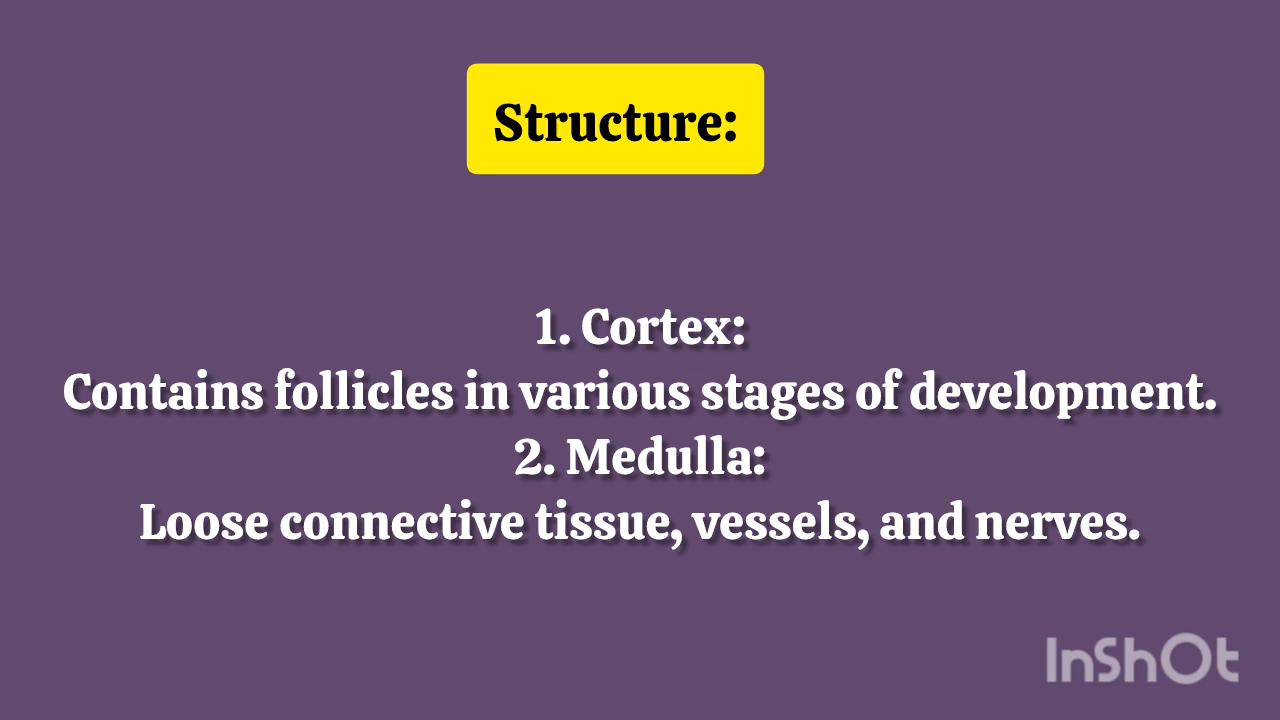 Structure:
1. Cortex:
Contains follicles in various stages of development.
2. Medulla:
Loose connective tissue, vessels, and nerves.
InShOt